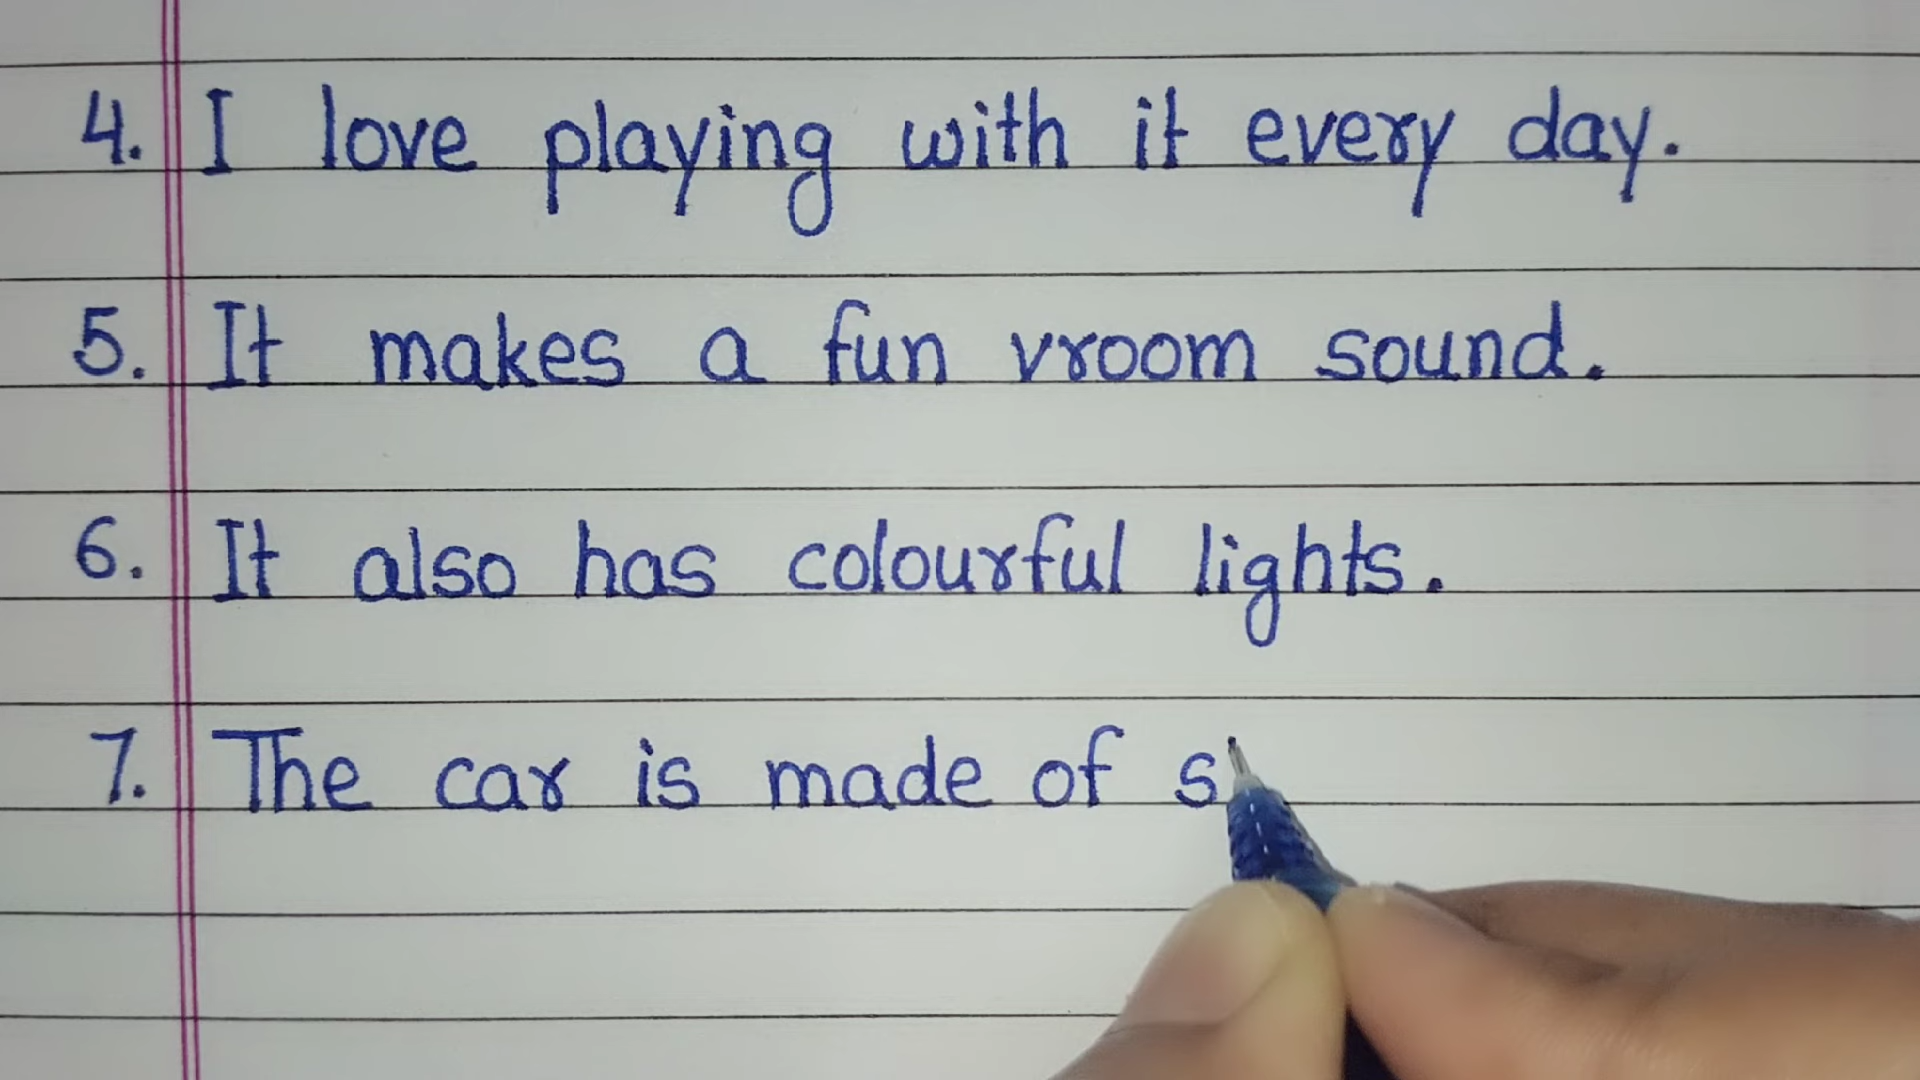 4. I love playing with it every day.
5. It makes a fun vroom sound.
6. It also has colourful lights.
7. The car is made of s